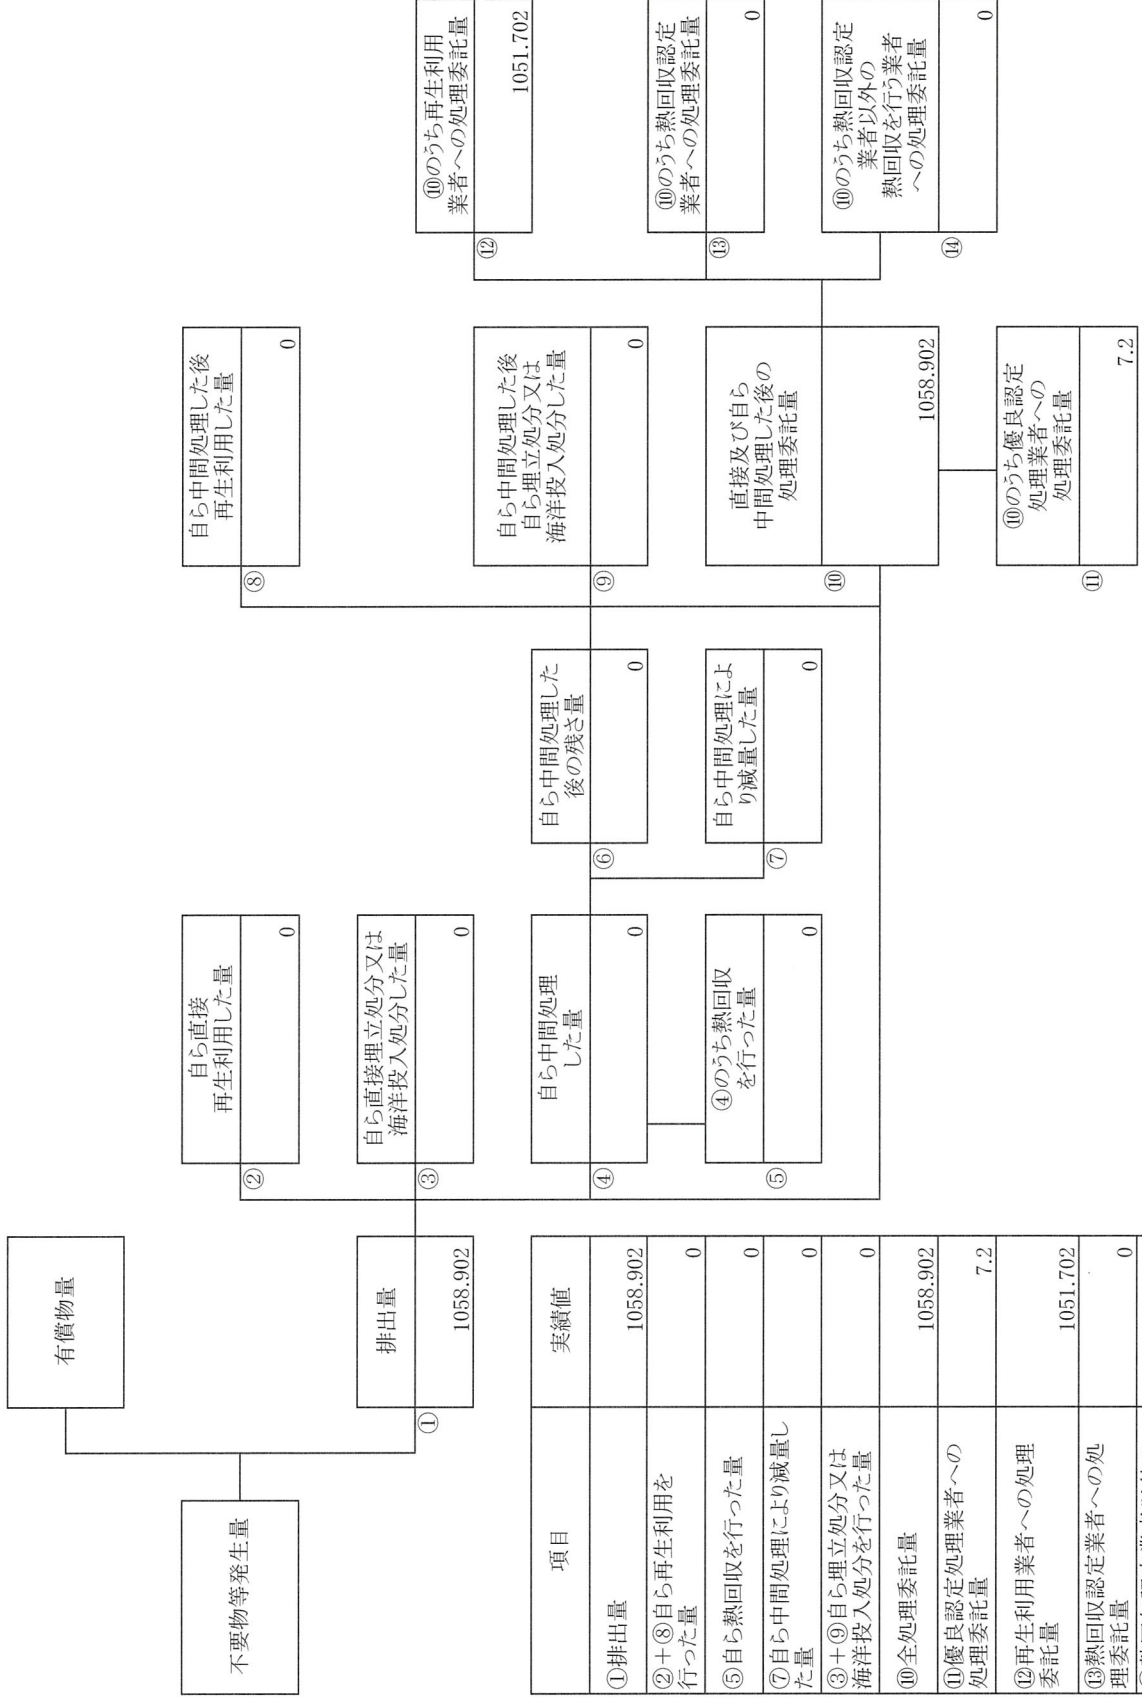 不要物等発生量
有償物量
①
排出量
1058.902
②
自ら直接
再生利用した量
0
③
自ら直接埋立処分又は
海洋投入処分した量
0
④
自ら中間処理
した量
0
⑤
④のうち熱回収
を行った量
0
⑥
自ら中間処理した
後の残さ量
0
⑦
自ら中間処理によ
り減量した量
0
⑧
自ら中間処理した後
再生利用した量
0
⑨
自ら中間処理した後
自ら埋立処分又は
海洋投入処分した量
0
⑩
直接及び自ら
中間処理した後の
処理委託量
1058.902
⑪
⑩のうち優良認定
処理業者への
処理委託量
7.2
⑫
⑩のうち再生利用
業者への処理委託量
1051.702
⑬
⑩のうち熱回収認定
業者への処理委託量
0
⑭
⑩のうち熱回収認定
業者以外の
熱回収を行う業者
への処理委託量
0
項目 実績値
①排出量 1058.902
②+⑧自ら再生利用を
行った量 0
⑤自ら熱回収を行った量 0
⑦自ら中間処理により減量し
た量 0
③+⑨自ら埋立処分又は
海洋投入処分を行った量 0
⑩全処理委託量 1058.902
⑪優良認定処理業者への
処理委託量 7.2
⑫再生利用業者への処理
委託量 1051.702
⑬熱回収認定業者への処
理委託量 0